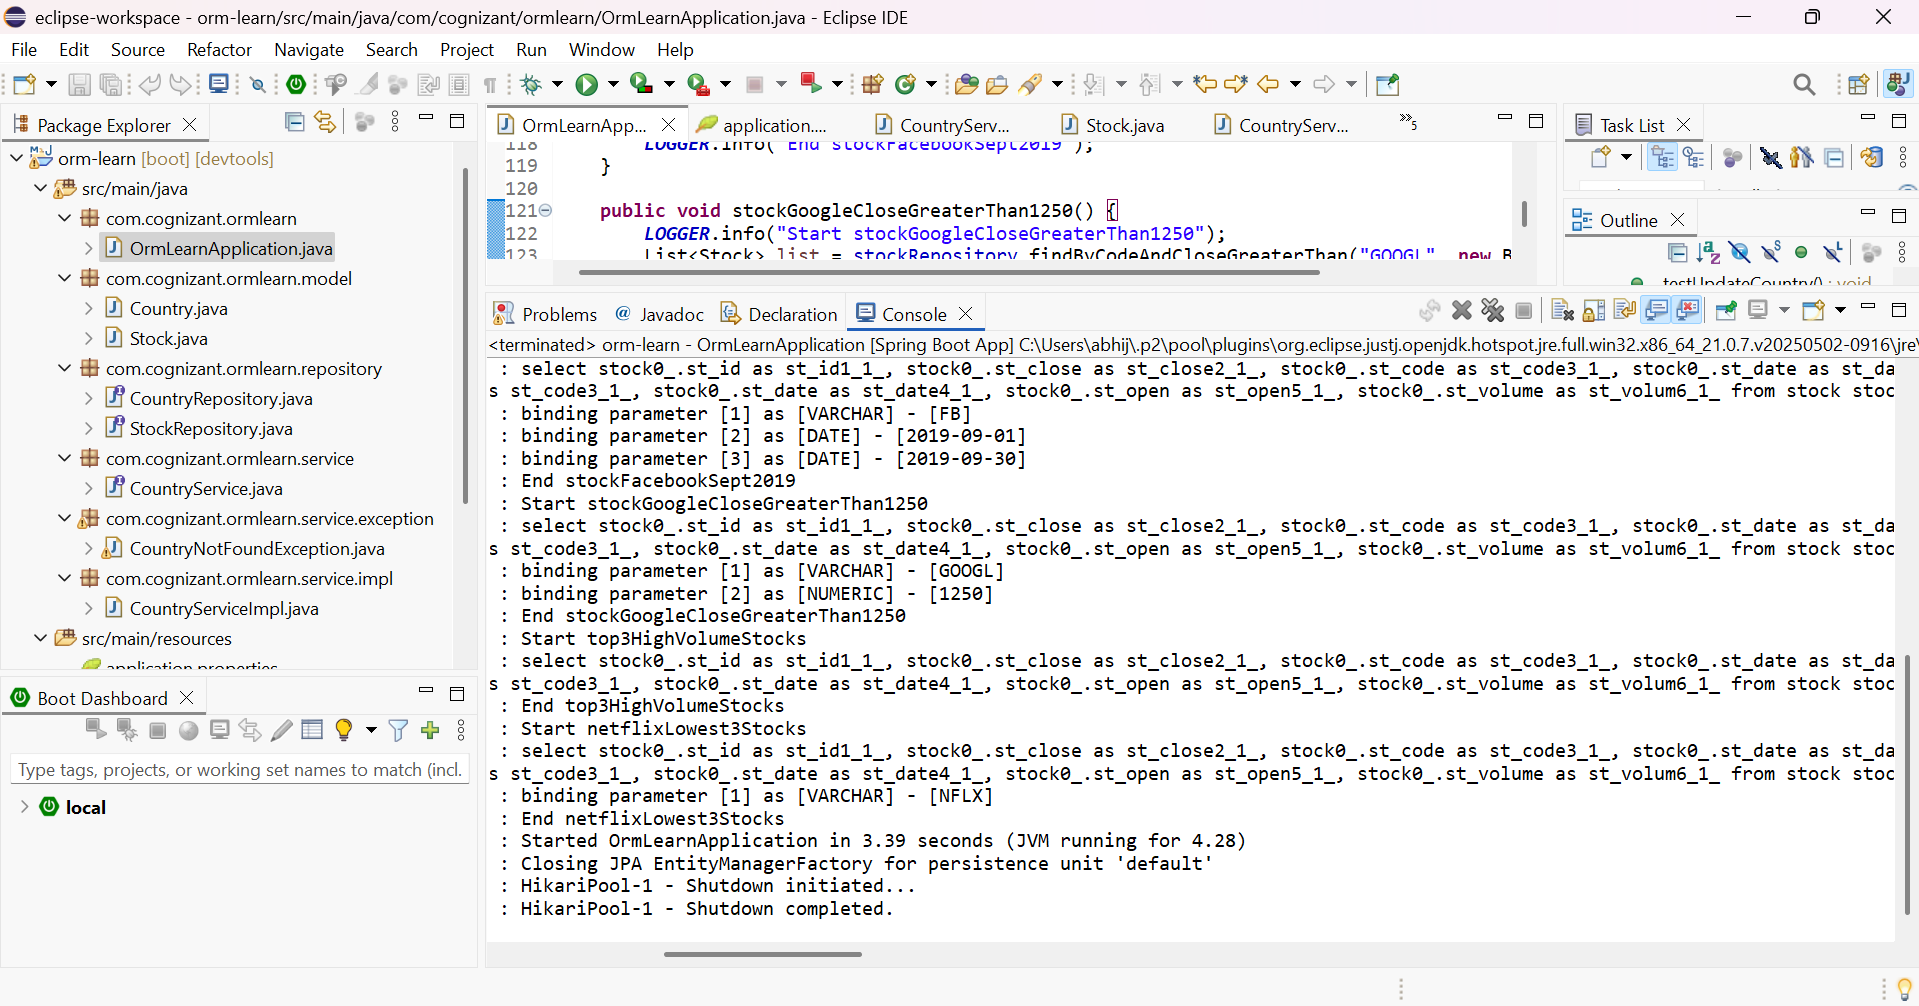 eclipse-workspace - orm-learn/src/main/java/com/cognizant/ormlearn/OrmLearnApplication.java - Eclipse IDE
File Edit Source Refactor Navigate Search Project Run Window Help
Package Explorer
orm-learn [boot] [devtools]
src/main/java
com.cognizant.ormlearn
OrmLearnApplication.java
com.cognizant.ormlearn.model
Country.java
Stock.java
com.cognizant.ormlearn.repository
CountryRepository.java
StockRepository.java
com.cognizant.ormlearn.service
CountryService.java
com.cognizant.ormlearn.service.exception
CountryNotFoundException.java
com.cognizant.ormlearn.service.impl
CountryServiceImpl.java
src/main/resources
application.properties
Boot Dashboard
Type tags, projects, or working set names to match (incl.
local
OrmLearnApp... application.... CountryServ... Stock.java CountryServ... »5
118 LOGGER.info("End stockFacebookSept2019");
119 }
120
121 public void stockGoogleCloseGreaterThan1250() {
122 LOGGER.info("Start stockGoogleCloseGreaterThan1250");
123 List<Stock> list = stockRepository.findByCodeAndCloseGreaterThan("GOOGL", new B
Task List
Outline
testUpdateCountry() : void
Problems @ Javadoc Declaration Console
<terminated> orm-learn - OrmLearnApplication [Spring Boot App] C:\Users\abhij\.p2\pool\plugins\org.eclipse.justj.openjdk.hotspot.jre.full.win32.x86_64_21.0.7.v20250502-0916\jre\
: select stock0_.st_id as st_id1_1_, stock0_.st_close as st_close2_1_, stock0_.st_code as st_code3_1_, stock0_.st_date as st_da
s st_code3_1_, stock0_.st_date as st_date4_1_, stock0_.st_open as st_open5_1_, stock0_.st_volume as st_volum6_1_ from stock stoc
: binding parameter [1] as [VARCHAR] - [FB]
: binding parameter [2] as [DATE] - [2019-09-01]
: binding parameter [3] as [DATE] - [2019-09-30]
: End stockFacebookSept2019
: Start stockGoogleCloseGreaterThan1250
: select stock0_.st_id as st_id1_1_, stock0_.st_close as st_close2_1_, stock0_.st_code as st_code3_1_, stock0_.st_date as st_da
s st_code3_1_, stock0_.st_date as st_date4_1_, stock0_.st_open as st_open5_1_, stock0_.st_volume as st_volum6_1_ from stock stoc
: binding parameter [1] as [VARCHAR] - [GOOGL]
: binding parameter [2] as [NUMERIC] - [1250]
: End stockGoogleCloseGreaterThan1250
: Start top3HighVolumeStocks
: select stock0_.st_id as st_id1_1_, stock0_.st_close as st_close2_1_, stock0_.st_code as st_code3_1_, stock0_.st_date as st_da
s st_code3_1_, stock0_.st_date as st_date4_1_, stock0_.st_open as st_open5_1_, stock0_.st_volume as st_volum6_1_ from stock stoc
: End top3HighVolumeStocks
: Start netflixLowest3Stocks
: select stock0_.st_id as st_id1_1_, stock0_.st_close as st_close2_1_, stock0_.st_code as st_code3_1_, stock0_.st_date as st_da
s st_code3_1_, stock0_.st_date as st_date4_1_, stock0_.st_open as st_open5_1_, stock0_.st_volume as st_volum6_1_ from stock stoc
: binding parameter [1] as [VARCHAR] - [NFLX]
: End netflixLowest3Stocks
: Started OrmLearnApplication in 3.39 seconds (JVM running for 4.28)
: Closing JPA EntityManagerFactory for persistence unit 'default'
: HikariPool-1 - Shutdown initiated...
: HikariPool-1 - Shutdown completed.